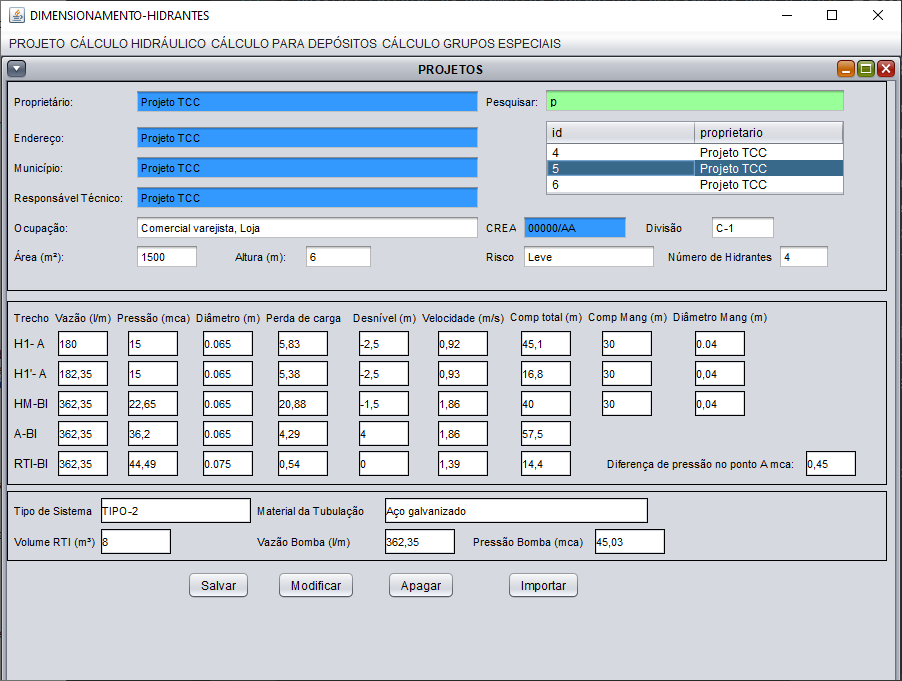 DIMENSIONAMENTO-HIDRANTES
PROJETO CÁLCULO HIDRÁULICO CÁLCULO PARA DEPÓSITOS CÁLCULO GRUPOS ESPECIAIS
PROJETOS
Proprietário: Projeto TCC Pesquisar: p
id proprietario
4 Projeto TCC
5 Projeto TCC
6 Projeto TCC
Endereço: Projeto TCC
Município: Projeto TCC
Responsável Técnico: Projeto TCC
Ocupação: Comercial varejista, Loja CREA 00000/AA Divisão C-1
Área (m²): 1500 Altura (m): 6 Risco Leve Número de Hidrantes 4
Trecho Vazão (l/m) Pressão (mca) Diâmetro (m) Perda de carga Desnível (m) Velocidade (m/s) Comp total (m) Comp Mang (m) Diâmetro Mang (m)
H1- A 180 15 0.065 5,83 -2,5 0,92 45,1 30 0.04
H1'- A 182,35 15 0.065 5,38 -2,5 0,93 16,8 30 0,04
HM-BI 362,35 22,65 0.065 20,88 -1,5 1,86 40 30 0,04
A-BI 362,35 36,2 0.065 4,29 4 1,86 57,5
RTI-BI 362,35 44,49 0.075 0,54 0 1,39 14,4 Diferença de pressão no ponto A mca: 0,45
Tipo de Sistema TIPO-2 Material da Tubulação Aço galvanizado
Volume RTI (m³) 8 Vazão Bomba (l/m) 362,35 Pressão Bomba (mca) 45,03
Salvar Modificar Apagar Importar